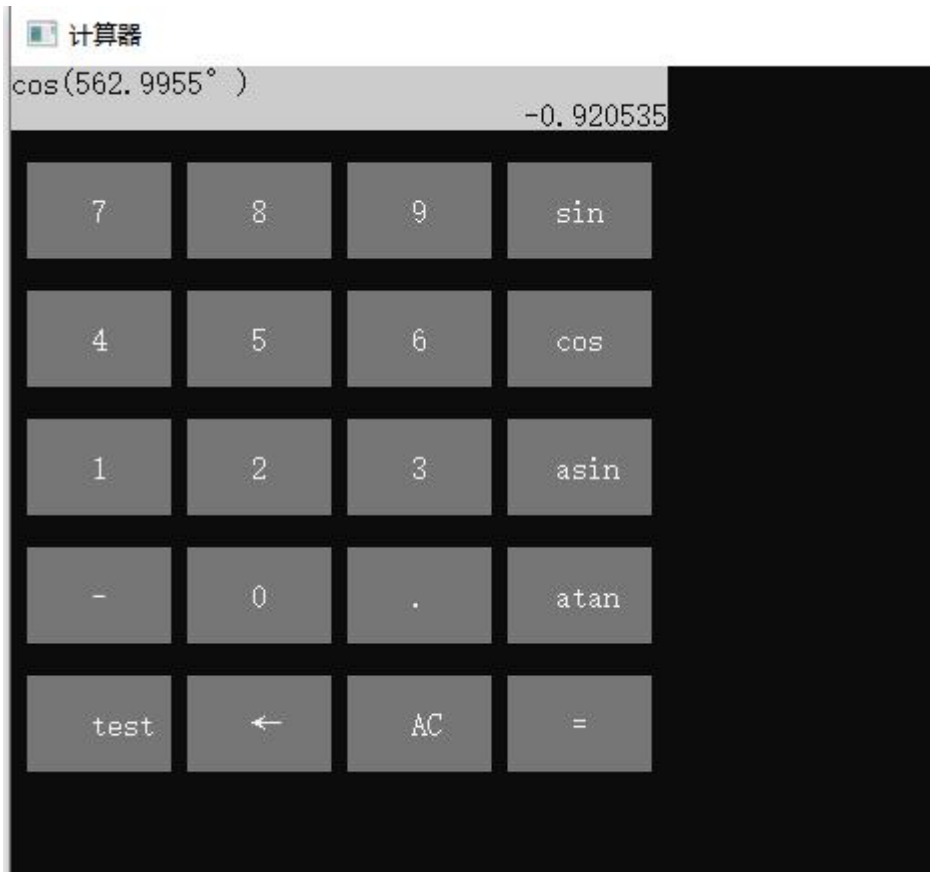 计算器
cos(562.9955°)
-0.920535
7 8 9 sin
4 5 6 cos
1 2 3 asin
- 0 . atan
test ← AC =